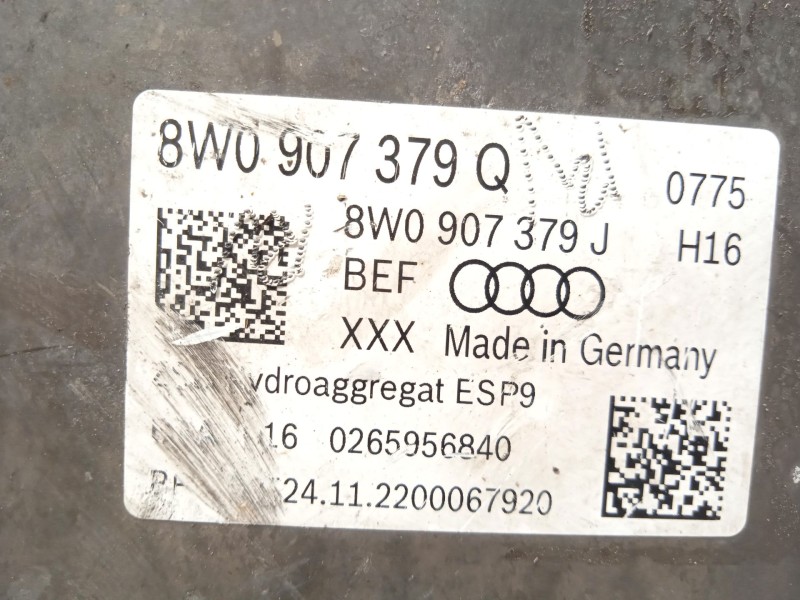 8W0 907 379 Q
0775
8W0 907 379 J
H16
BEF
XXX Made in Germany
ESP9
16 0265956840
24.11.2200067920